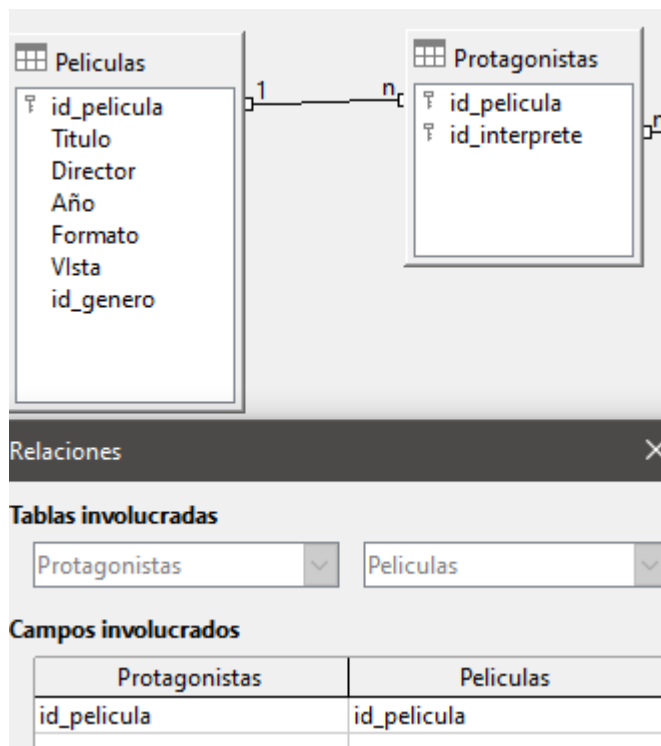 Peliculas
id_pelicula
Titulo
Director
Año
Formato
VIsta
id_genero
1
n
Protagonistas
id_pelicula
id_interprete
n
Relaciones
Tablas involucradas
Protagonistas
Peliculas
Campos involucrados
Protagonistas
Peliculas
id_pelicula
id_pelicula